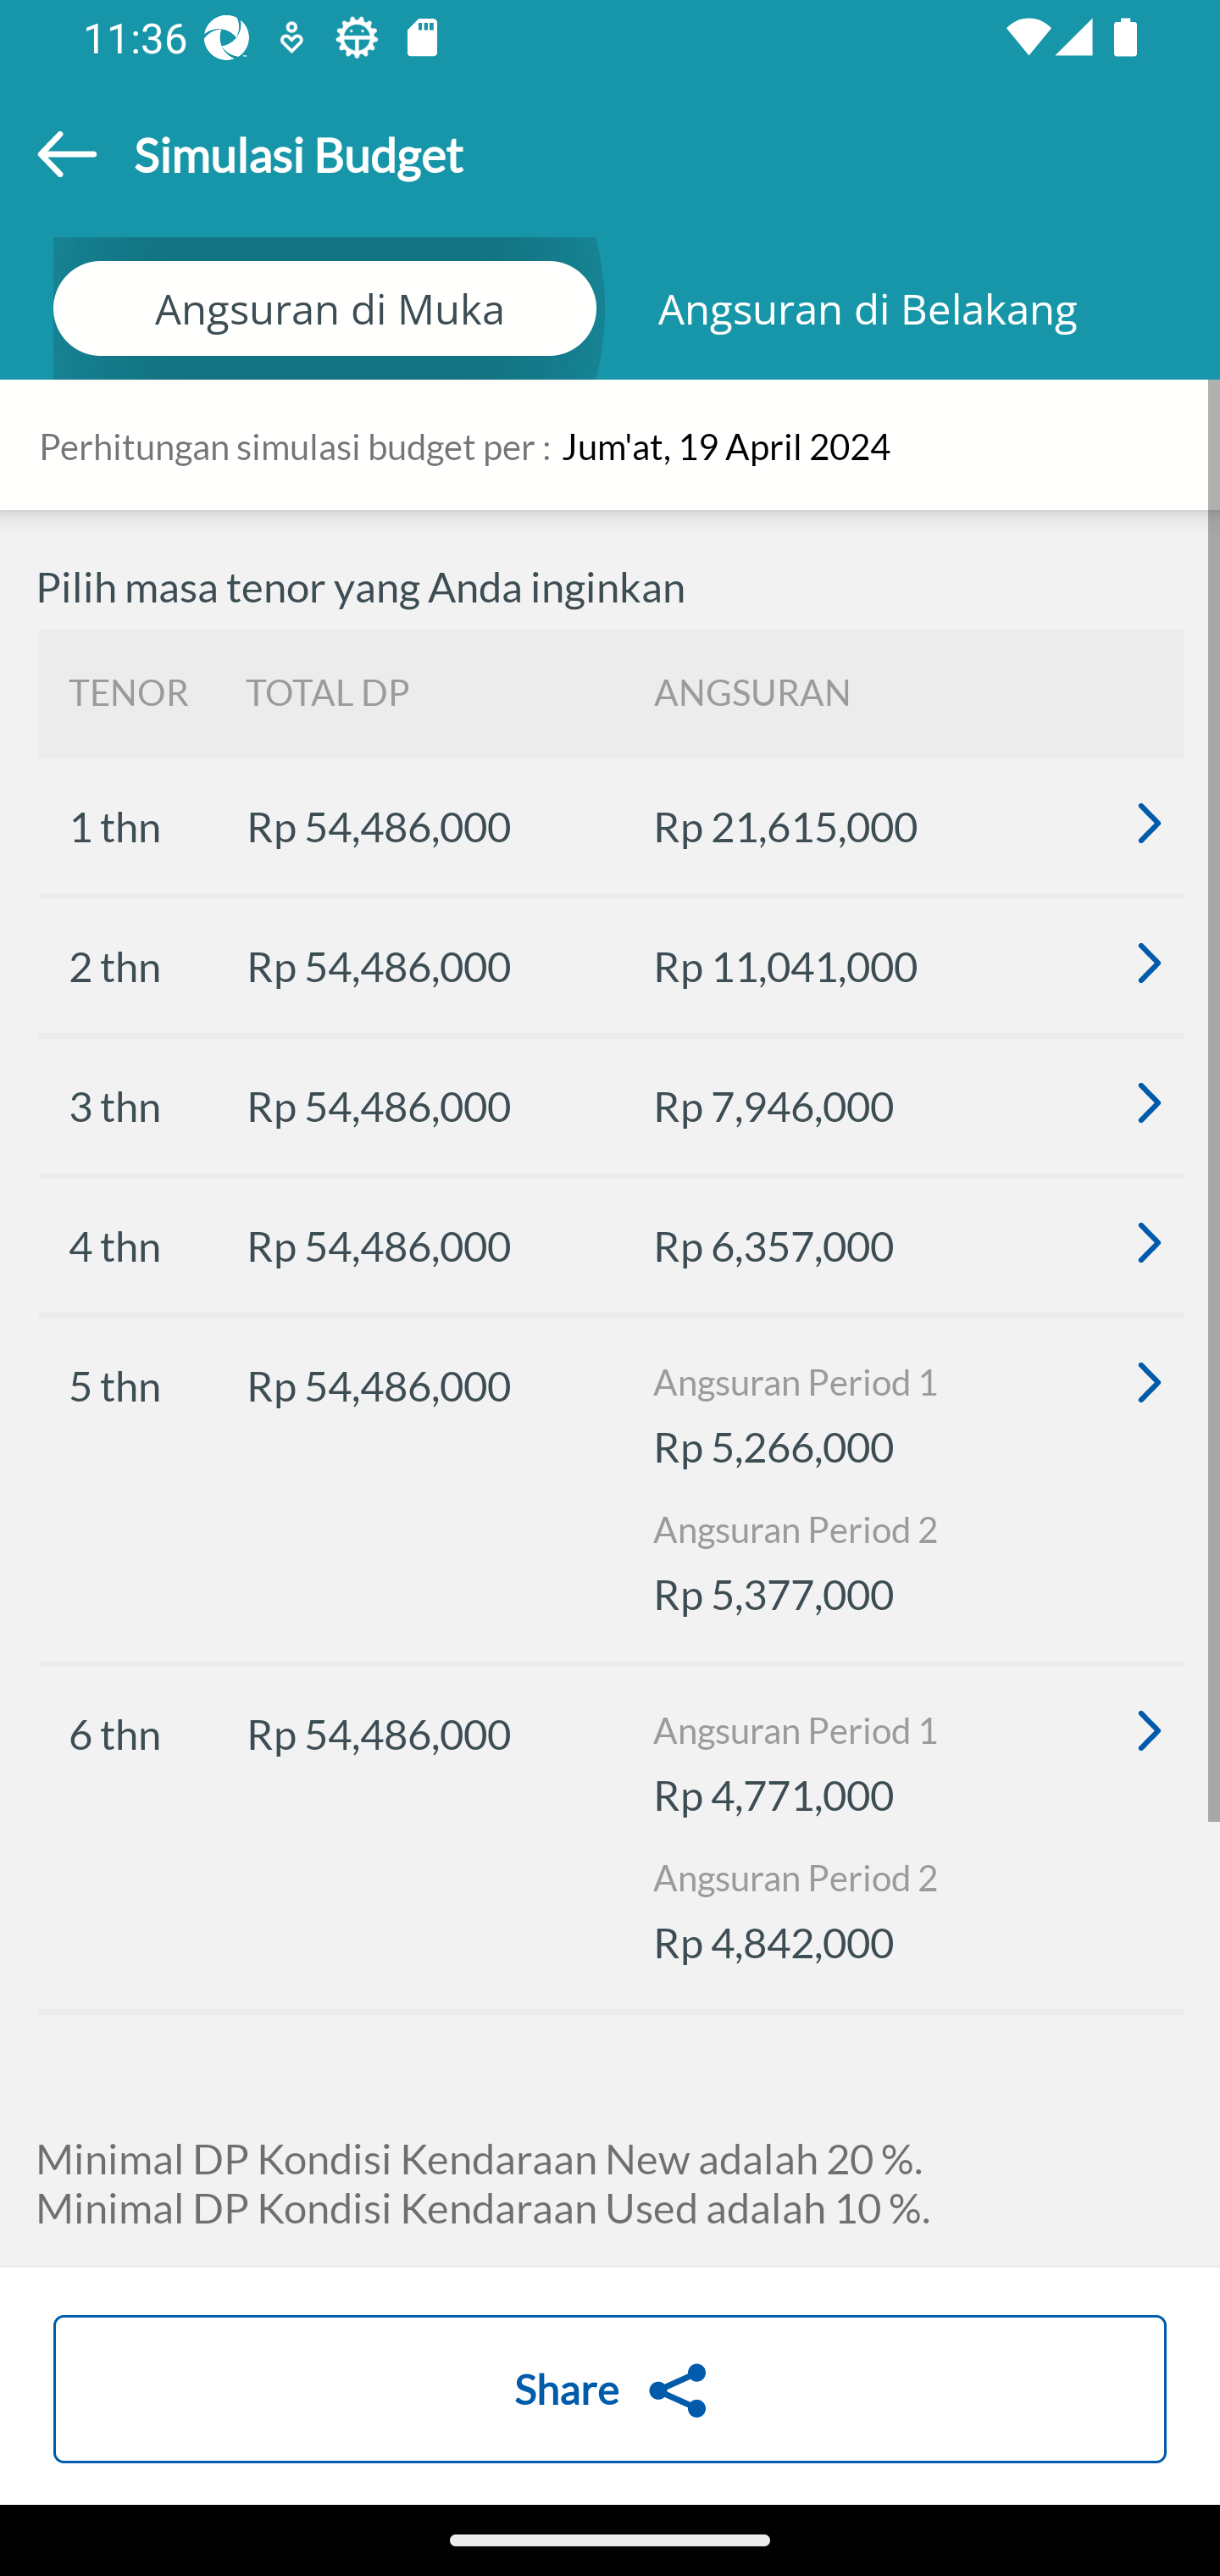 11:36
Simulasi Budget
Angsuran di Muka Angsuran di Belakang
Perhitungan simulasi budget per : Jum'at, 19 April 2024
Pilih masa tenor yang Anda inginkan
TENOR TOTAL DP ANGSURAN
1 thn Rp 54,486,000 Rp 21,615,000
2 thn Rp 54,486,000 Rp 11,041,000
3 thn Rp 54,486,000 Rp 7,946,000
4 thn Rp 54,486,000 Rp 6,357,000
5 thn Rp 54,486,000 Angsuran Period 1
Rp 5,266,000
Angsuran Period 2
Rp 5,377,000
6 thn Rp 54,486,000 Angsuran Period 1
Rp 4,771,000
Angsuran Period 2
Rp 4,842,000
Minimal DP Kondisi Kendaraan New adalah 20 %.
Minimal DP Kondisi Kendaraan Used adalah 10 %.
Share